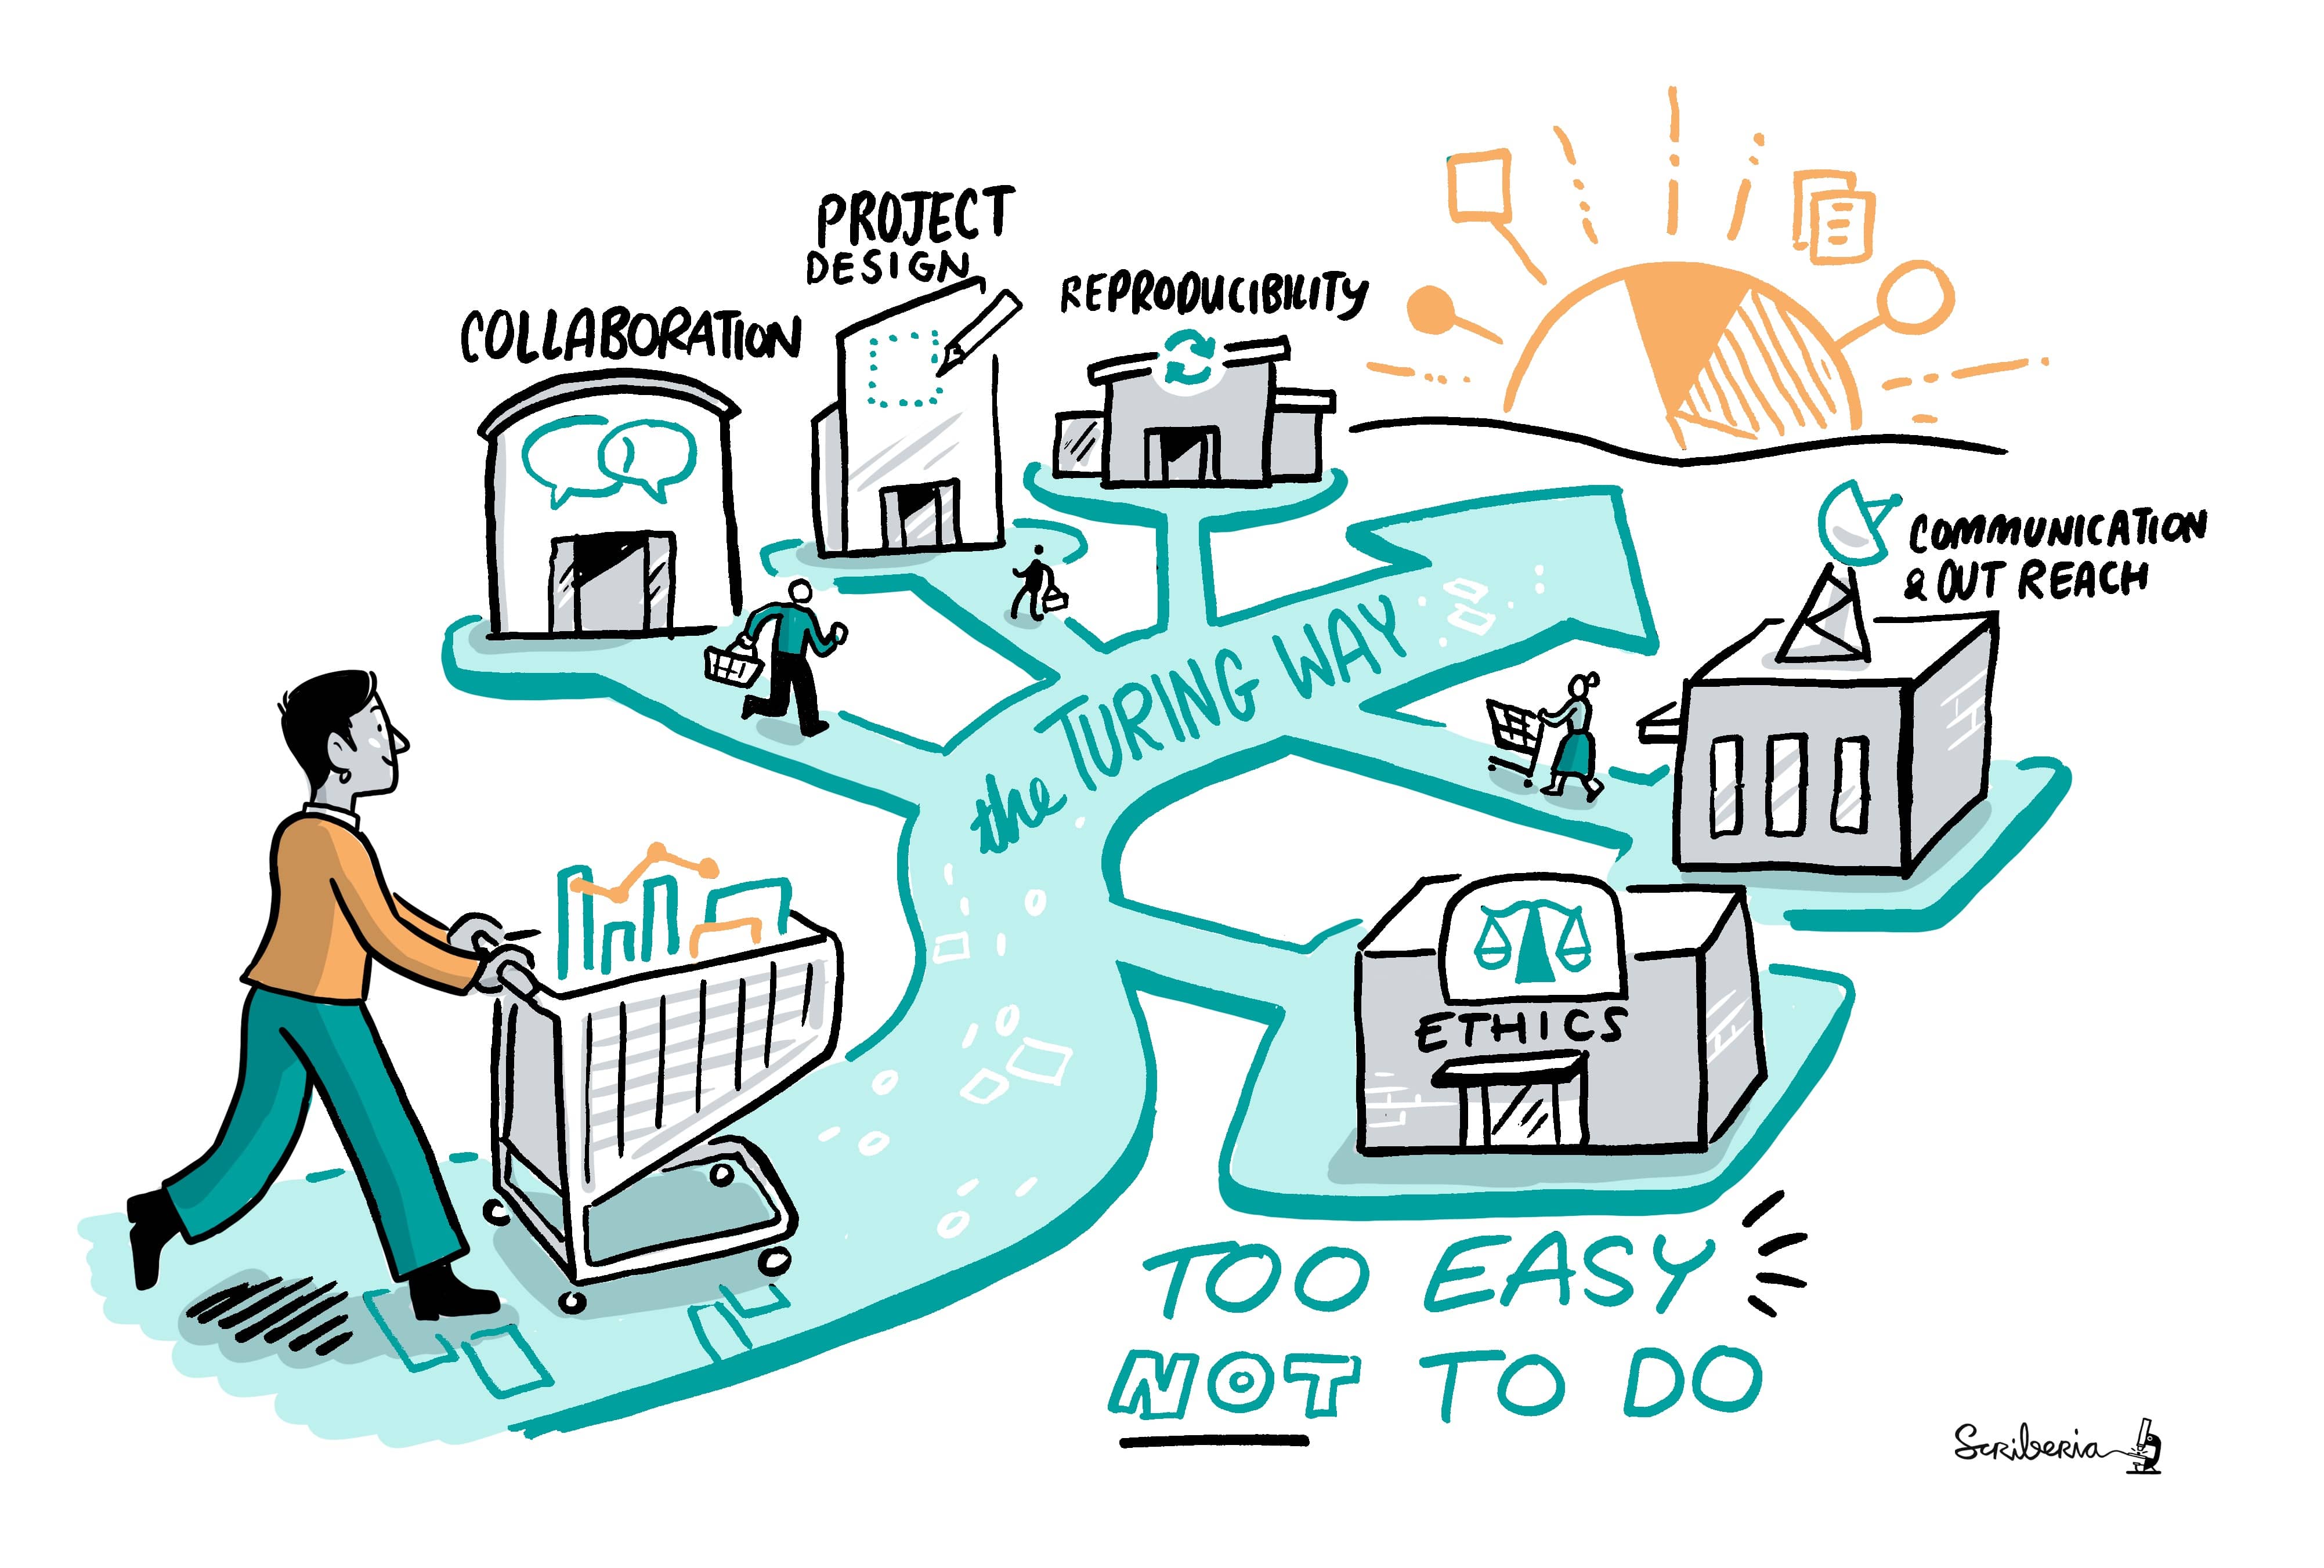 PROJECT
DESIGN
COLLABORATION
REPRODUCIBILITY
COMMUNICATION
& OUT REACH
the TURING WAY
ETHICS
TOO EASY
NOT TO DO
Scriberia